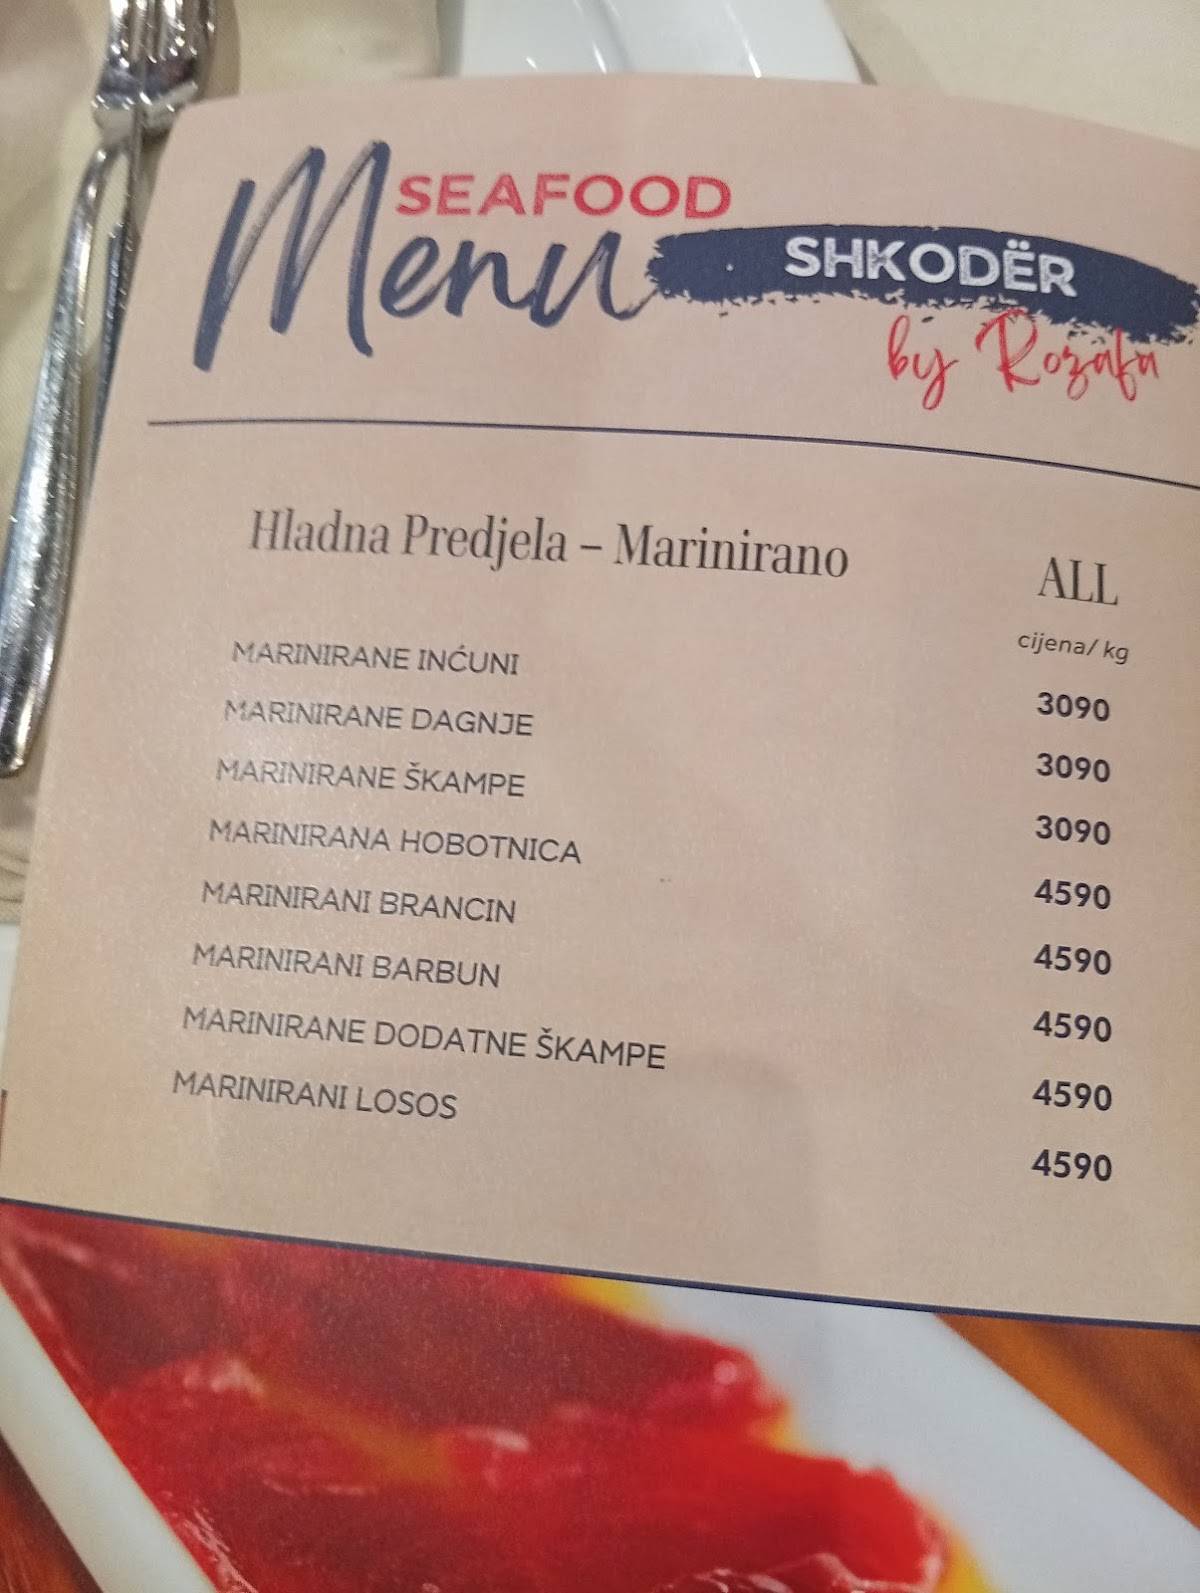 SEAFOOD
Menu
SHKODËR
by Rozafa
Hladna Predjela – Marinirano ALL
cijena/ kg
MARINIRANE INĆUNI 3090
MARINIRANE DAGNJE 3090
MARINIRANE ŠKAMPE 3090
MARINIRANA HOBOTNICA 4590
MARINIRANI BRANCIN 4590
MARINIRANI BARBUN 4590
MARINIRANE DODATNE ŠKAMPE 4590
MARINIRANI LOSOS 4590